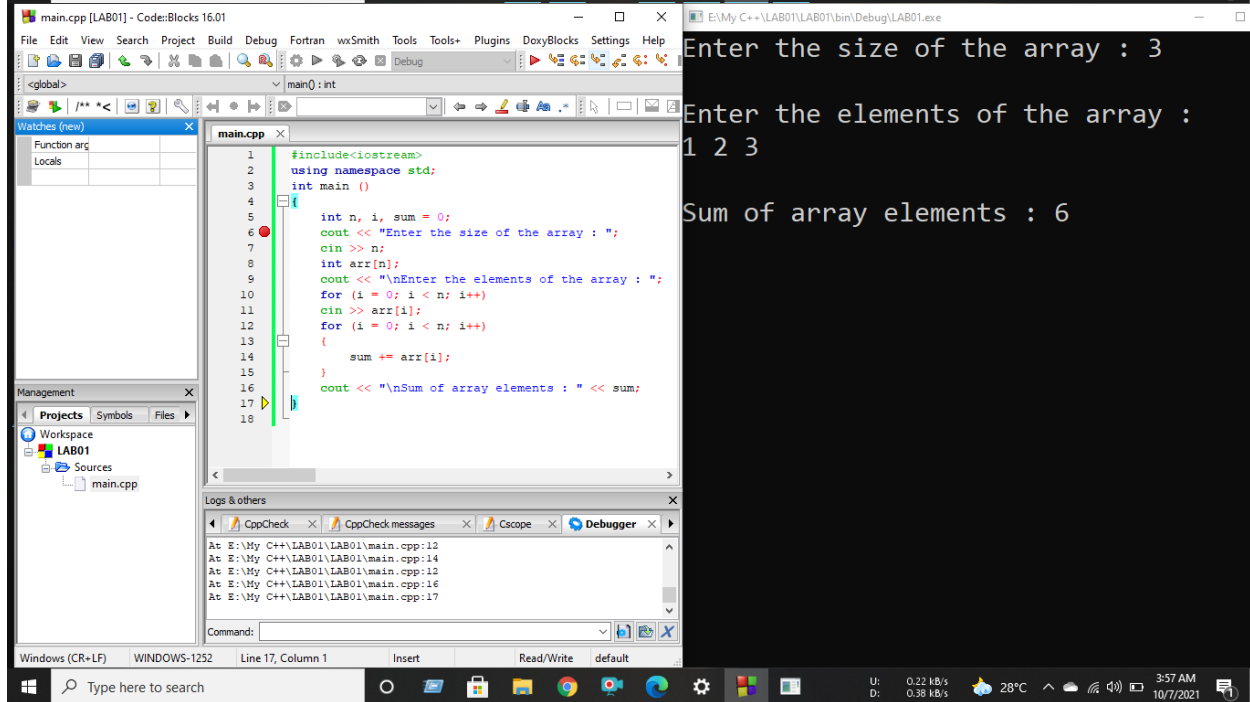 main.cpp [LAB01] - Code::Blocks 16.01
File Edit View Search Project Build Debug Fortran wxSmith Tools Tools+ Plugins DoxyBlocks Settings Help
Debug
<global>
main() : int
/** *<
Watches (new)
Function arg
Locals
main.cpp
1 #include<iostream>
2 using namespace std;
3 int main ()
4 {
5 int n, i, sum = 0;
6 cout << "Enter the size of the array : ";
7 cin >> n;
8 int arr[n];
9 cout << "\nEnter the elements of the array : ";
10 for (i = 0; i < n; i++)
11 cin >> arr[i];
12 for (i = 0; i < n; i++)
13 {
14 sum += arr[i];
15 }
16 cout << "\nSum of array elements : " << sum;
17 }
18
Management
Projects Symbols Files
Workspace
LAB01
Sources
main.cpp
Logs & others
CppCheck CppCheck messages Cscope Debugger
At E:\My C++\LAB01\LAB01\main.cpp:12
At E:\My C++\LAB01\LAB01\main.cpp:14
At E:\My C++\LAB01\LAB01\main.cpp:12
At E:\My C++\LAB01\LAB01\main.cpp:16
At E:\My C++\LAB01\LAB01\main.cpp:17
Command:
Windows (CR+LF) WINDOWS-1252 Line 17, Column 1 Insert Read/Write default
E:\My C++\LAB01\LAB01\bin\Debug\LAB01.exe
Enter the size of the array : 3
Enter the elements of the array :
1 2 3
Sum of array elements : 6
Type here to search
U: 0.22 kB/s
D: 0.38 kB/s
28°C
3:57 AM
10/7/2021
1